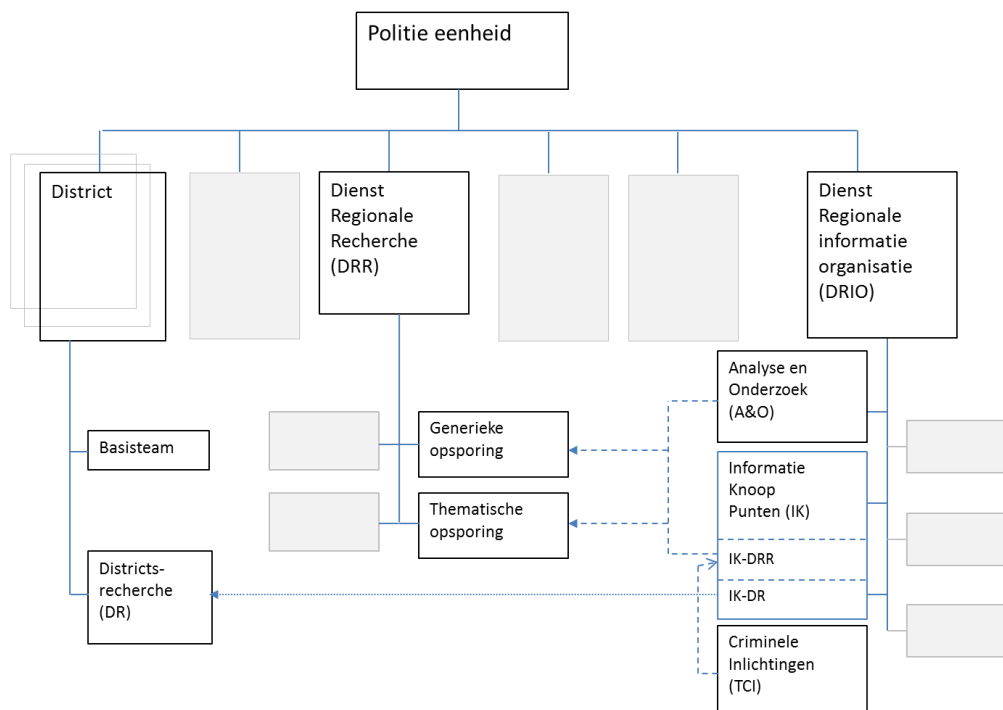 Politie eenheid
District
Dienst
Regionale
Recherche
(DRR)
Dienst
Regionale
informatie
organisatie
(DRIO)
Analyse en
Onderzoek
(A&O)
Basisteam
Generieke
opsporing
Informatie
Knoop
Punten (IK)
Thematische
opsporing
IK-DRR
Districts-
recherche
(DR)
IK-DR
Criminele
Inlichtingen
(TCI)